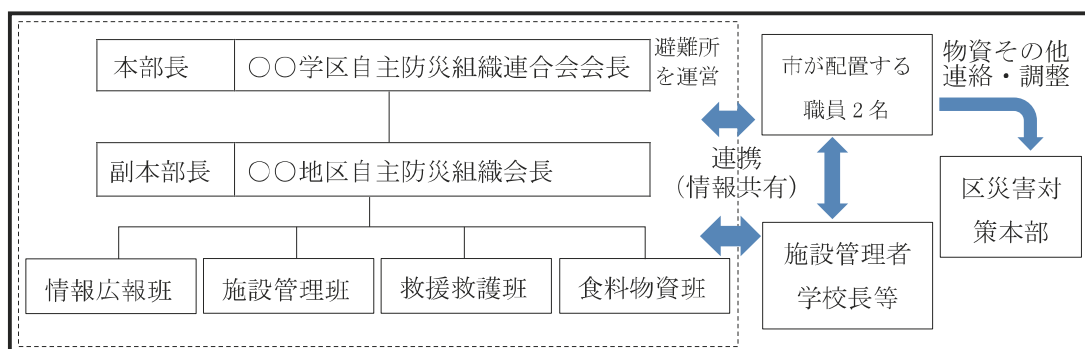 本部長 〇〇学区自主防災組織連合会会長
避難所
を運営
副本部長 〇〇地区自主防災組織会長
情報広報班
施設管理班
救援救護班
食料物資班
連携
（情報共有）
市が配置する
職員２名
施設管理者
学校長等
物資その他
連絡・調整
区災害対
策本部